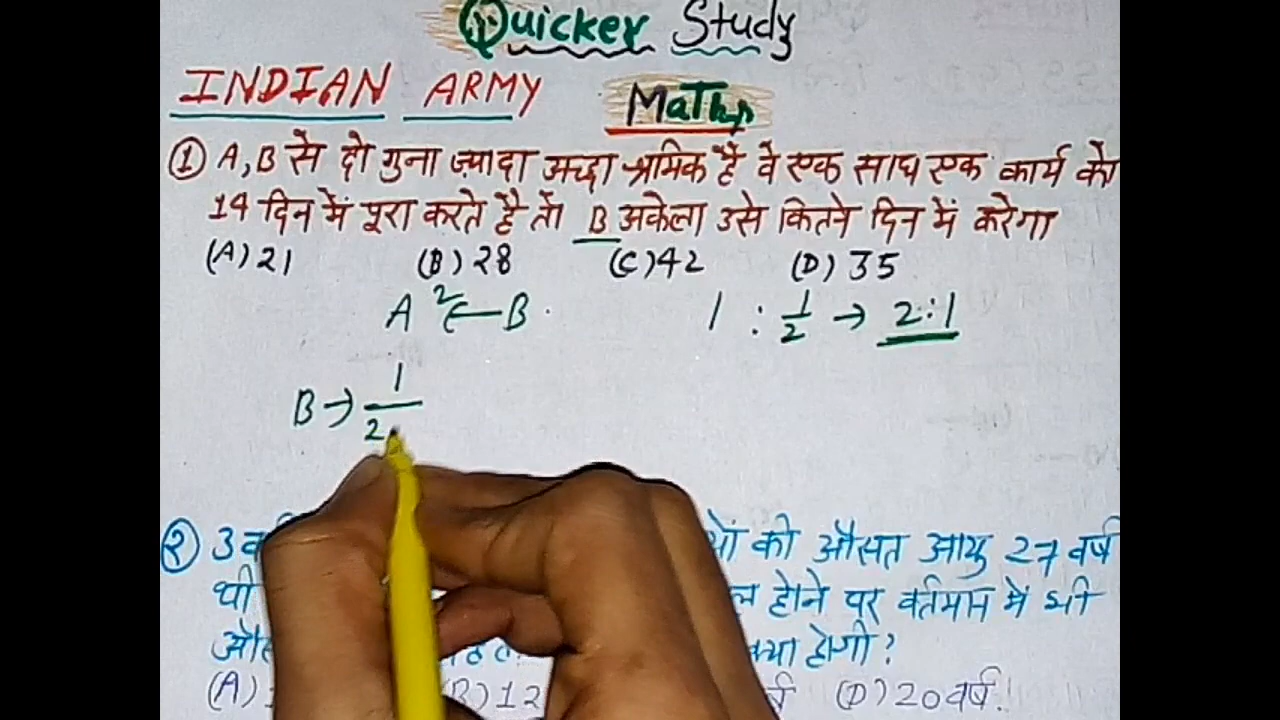 Quicker Study
INDIAN ARMY Maths
① A, B से दो गुना ज़्यादा अच्छा श्रमिक है वे एक साथ एक कार्य को
14 दिन में पूरा करते है तो B अकेला उसे कितने दिन में करेगा
(A) 21 (B) 28 (C) 42 (D) 35
A 2← B 1 : 1/2 → 2:1
B → 1/2
② 3 की औसत आयु 27 वर्ष
थी होने पर वर्तमान में भी
क्या होगी?
(A) 1 (B) 12 (D) 20 वर्ष.